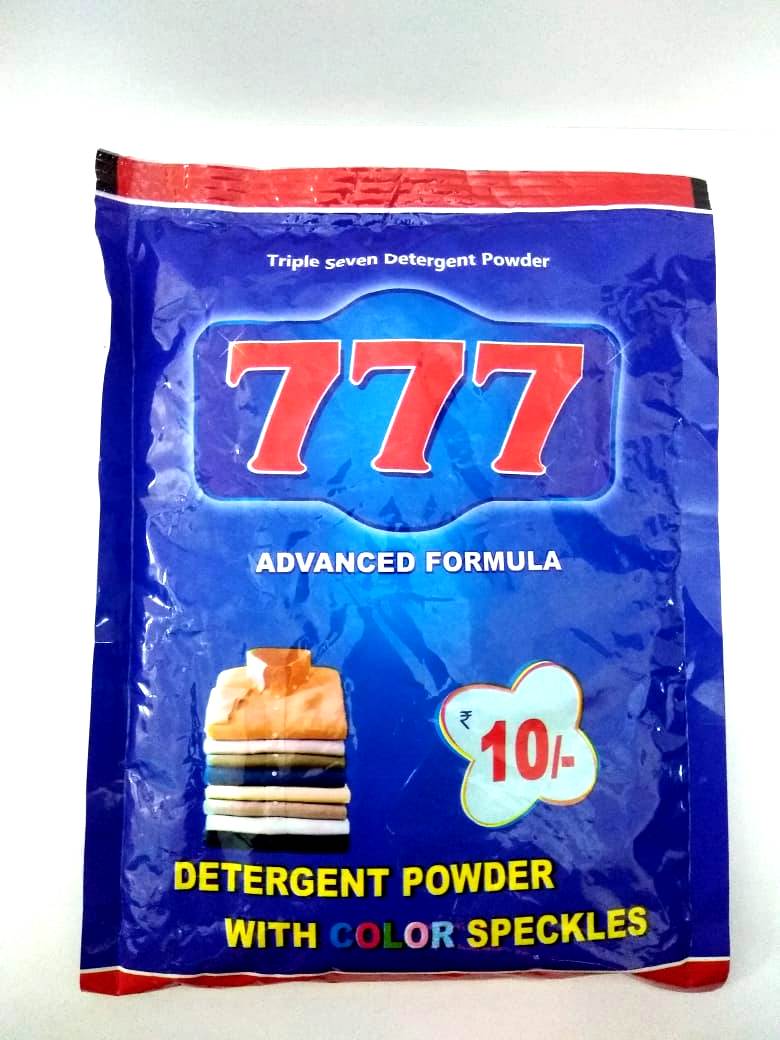 Triple Seven Detergent Powder
777
ADVANCED FORMULA
₹ 10/-
DETERGENT POWDER
WITH COLOR SPECKLES